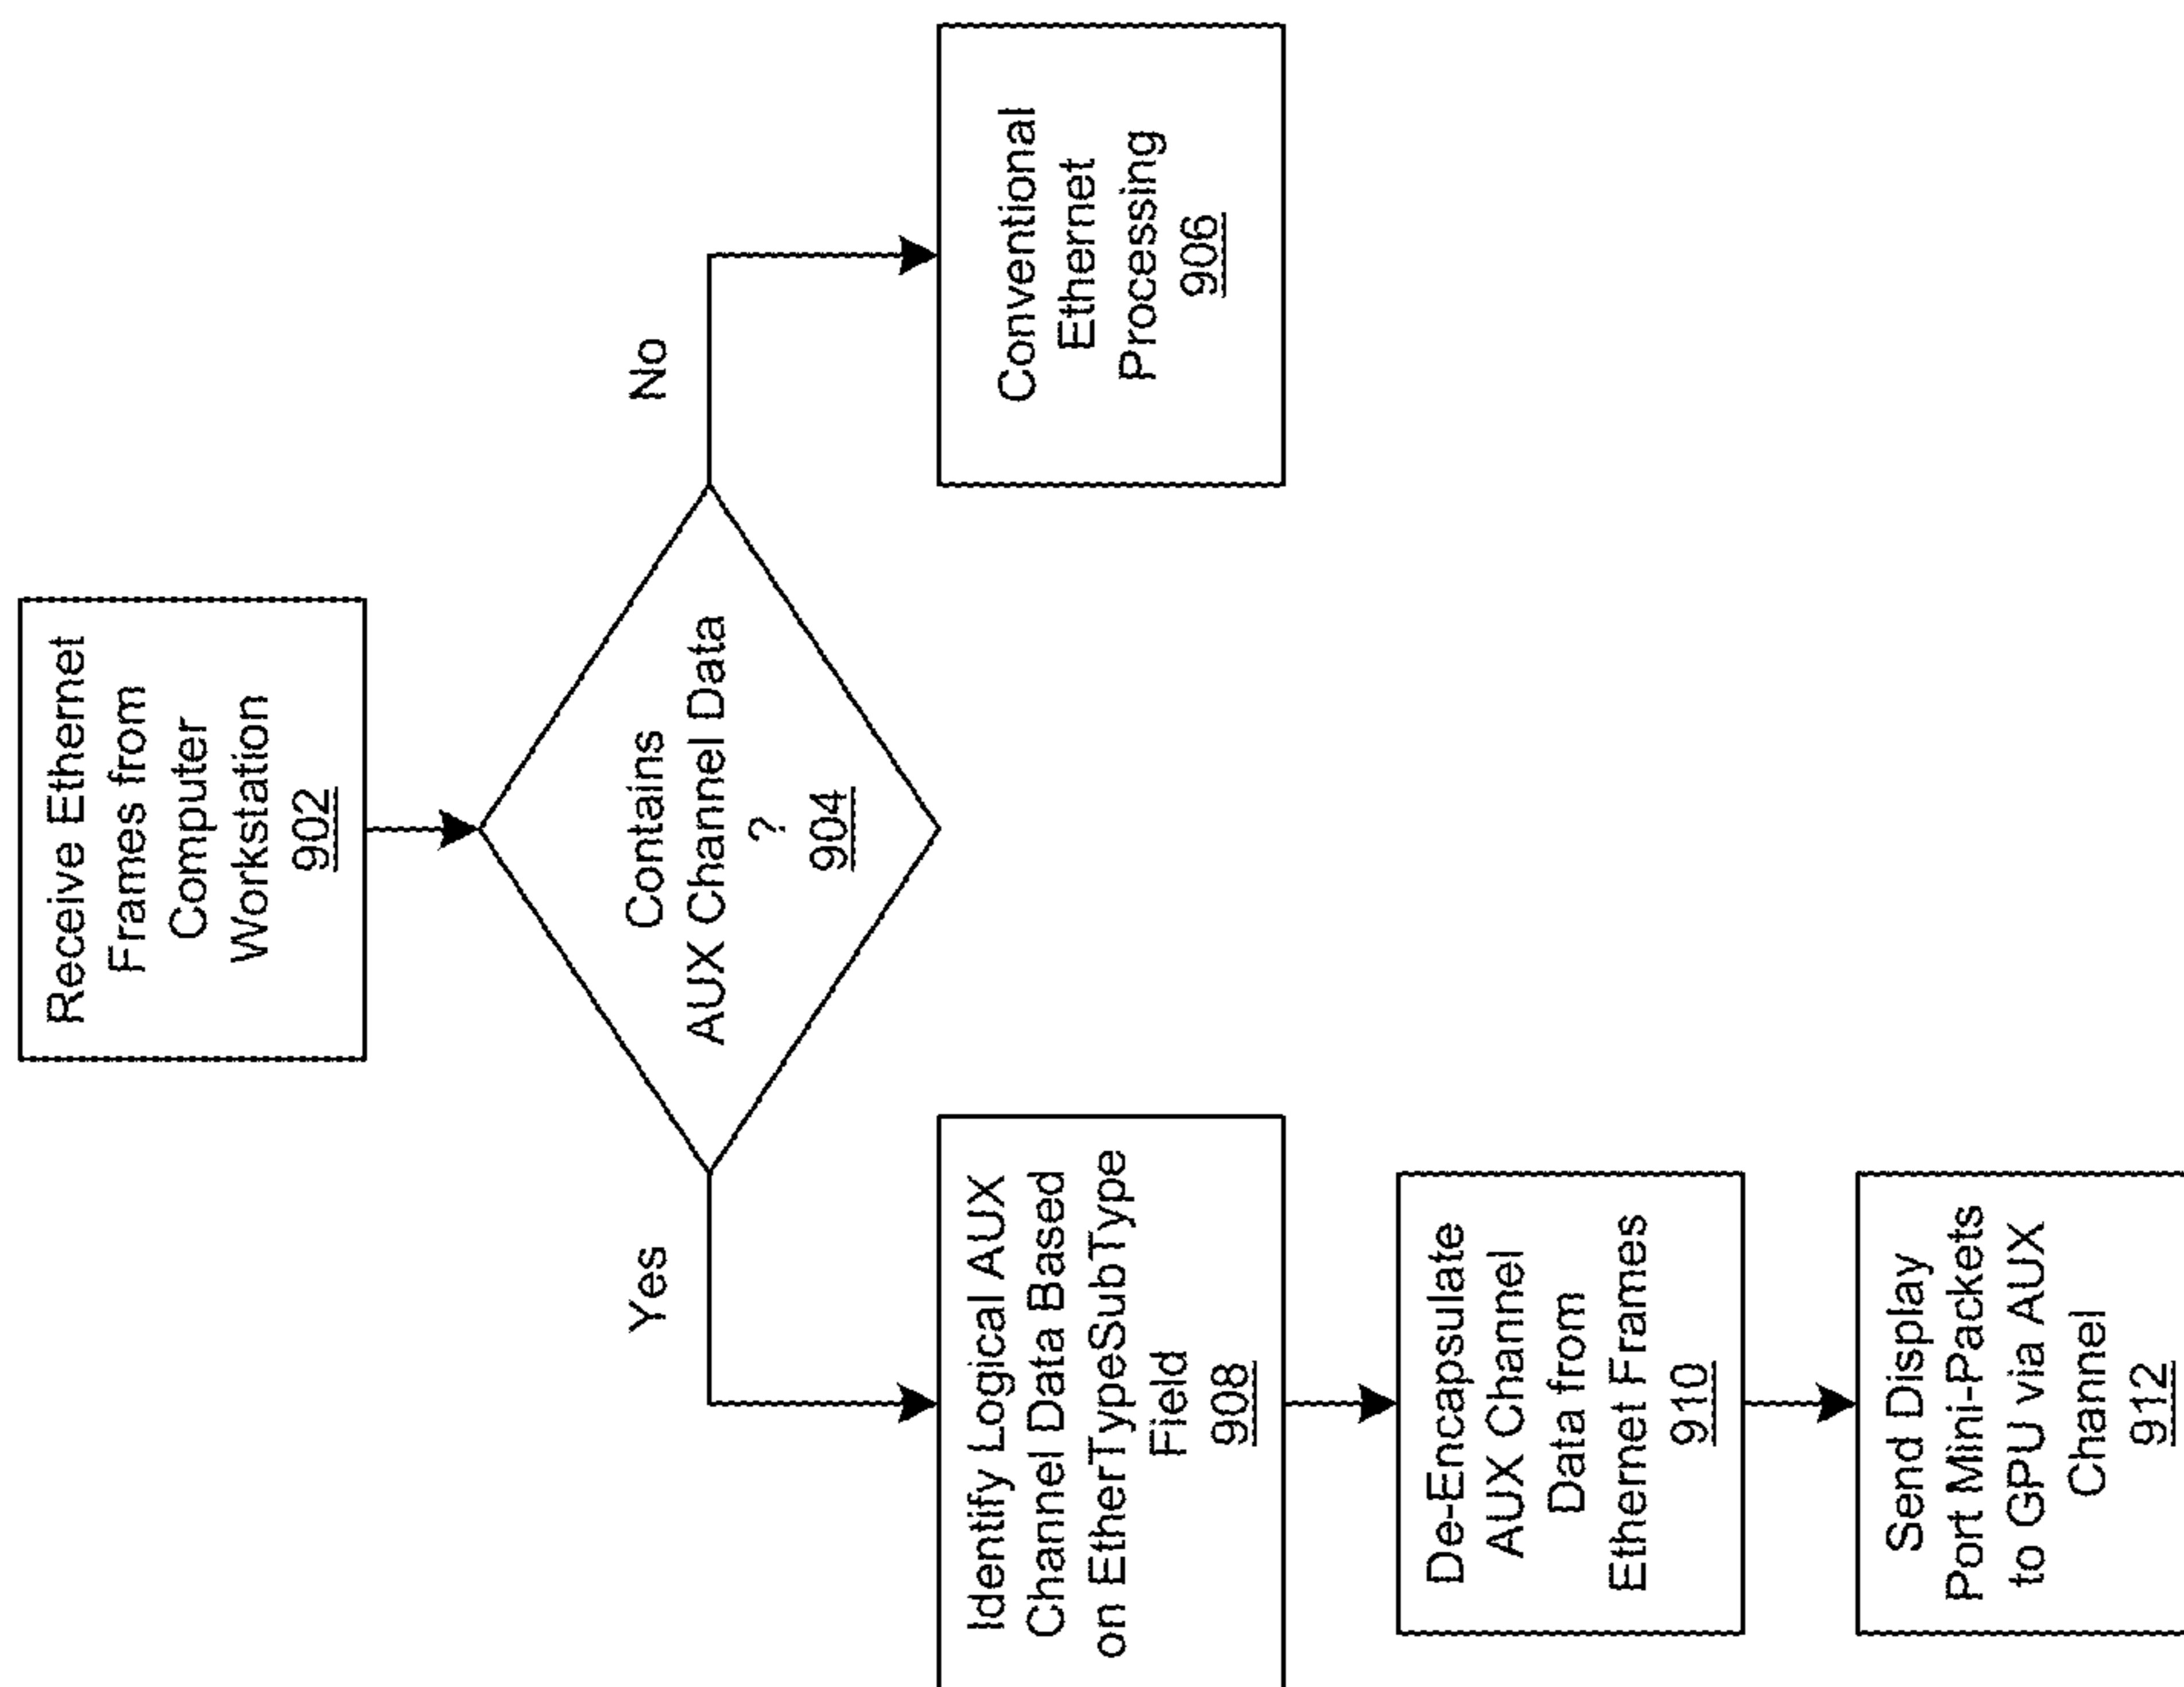 Receive Ethernet
Frames from
Computer
Workstation
902
Contains
AUX Channel Data
?
904
Yes
No
Identify Logical AUX
Channel Data Based
on EtherTypeSubType
Field
908
Conventional
Ethernet
Processing
906
De-Encapsulate
AUX Channel
Data from
Ethernet Frames
910
Send Display
Port Mini-Packets
to GPU via AUX
Channel
912